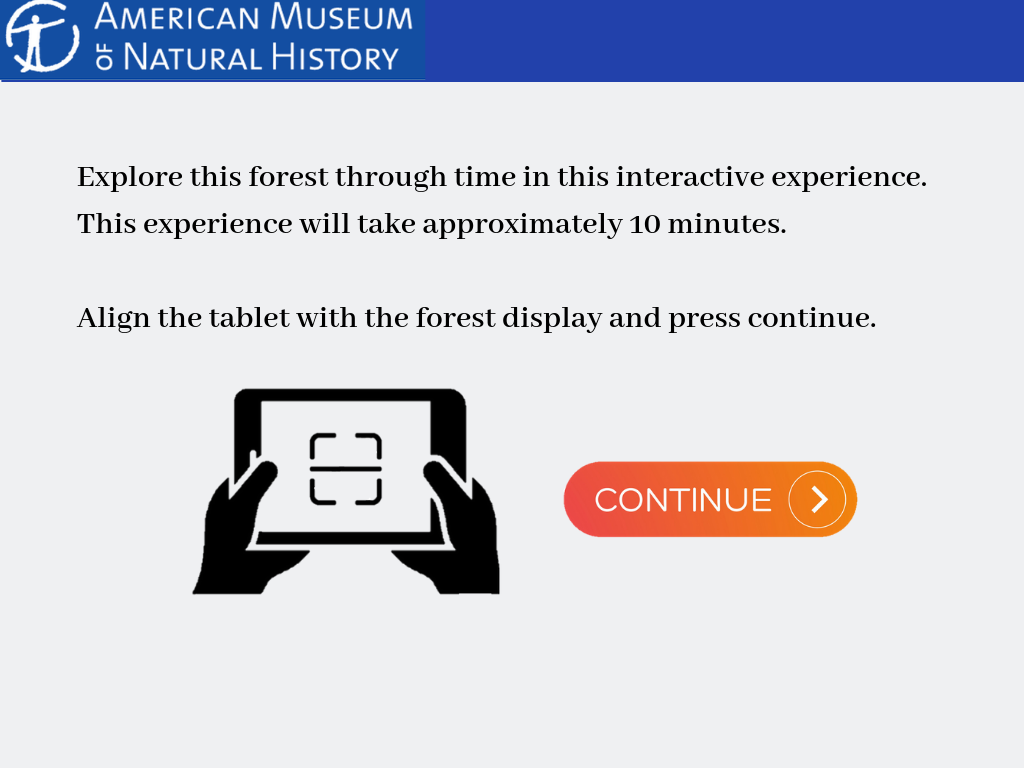 AMERICAN MUSEUM
OF NATURAL HISTORY
Explore this forest through time in this interactive experience.
This experience will take approximately 10 minutes.
Align the tablet with the forest display and press continue.
CONTINUE